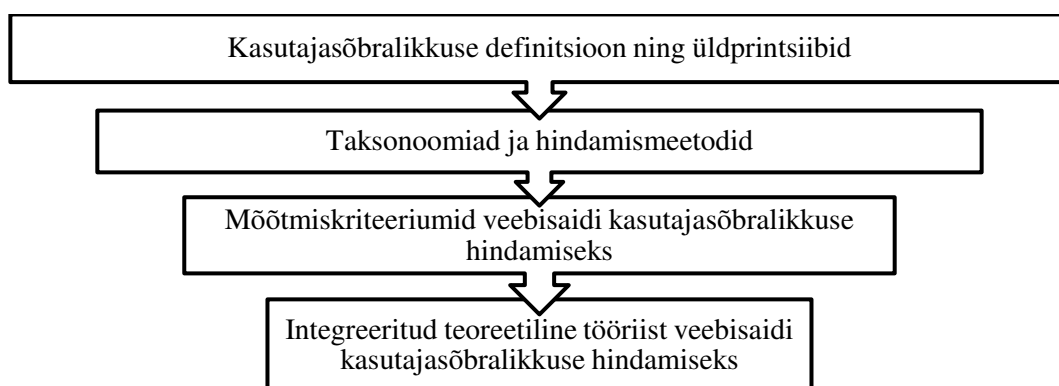 Kasutajasõbralikkuse definitsioon ning üldprintsiibid
Taksonoomiad ja hindamismeetodid
Mõõtmiskriteeriumid veebisaidi kasutajasõbralikkuse
hindamiseks
Integreeritud teoreetiline tööriist veebisaidi
kasutajasõbralikkuse hindamiseks